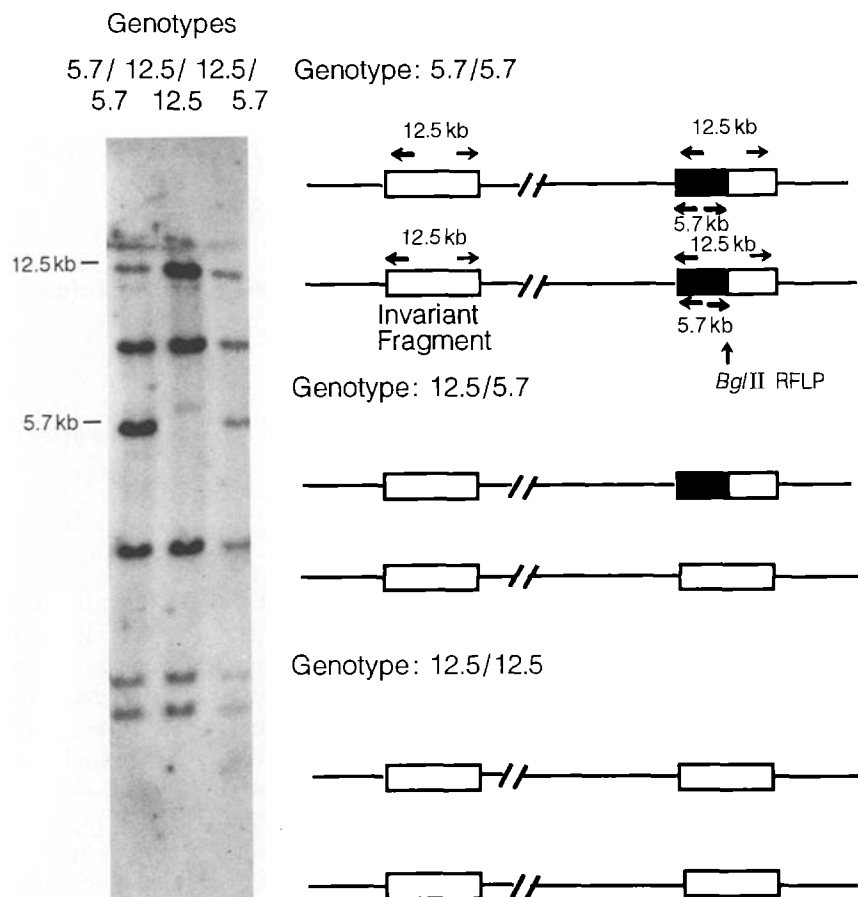 Genotypes
5.7/ 12.5/ 12.5/
5.7 12.5 5.7
12.5 kb
5.7 kb
Genotype: 5.7/5.7
12.5 kb
12.5 kb
5.7 kb
12.5 kb
12.5 kb
Invariant
Fragment
5.7 kb
BglII RFLP
Genotype: 12.5/5.7
Genotype: 12.5/12.5